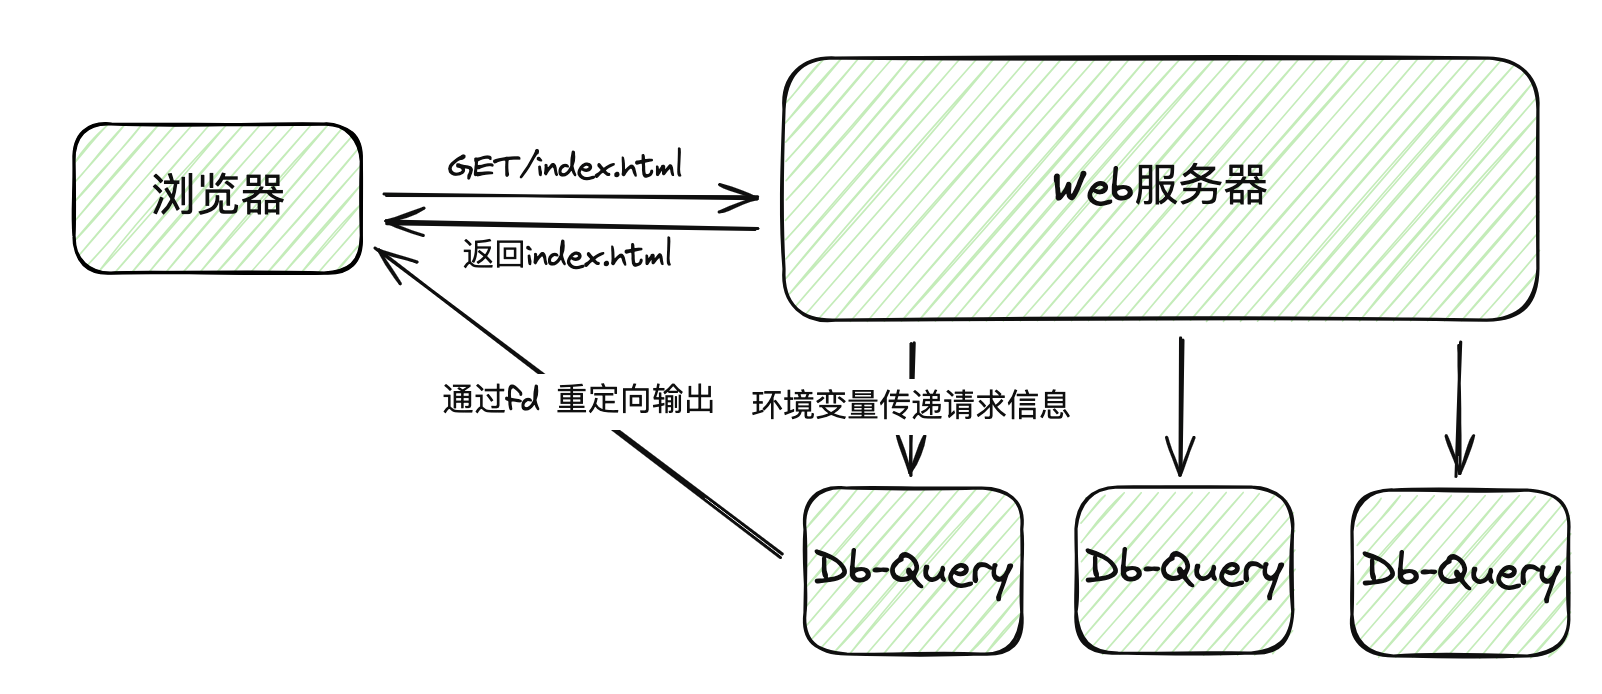 浏览器
GET/index.html
返回index.html
Web服务器
通过fd 重定向输出
环境变量传递请求信息
Db-Query
Db-Query
Db-Query